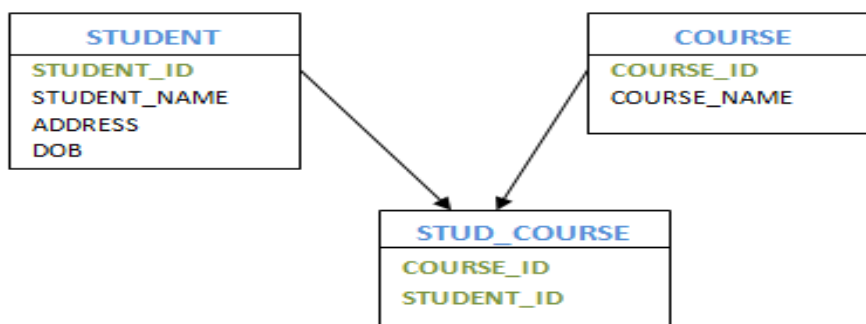 STUDENT
STUDENT_ID
STUDENT_NAME
ADDRESS
DOB
COURSE
COURSE_ID
COURSE_NAME
STUD_COURSE
COURSE_ID
STUDENT_ID